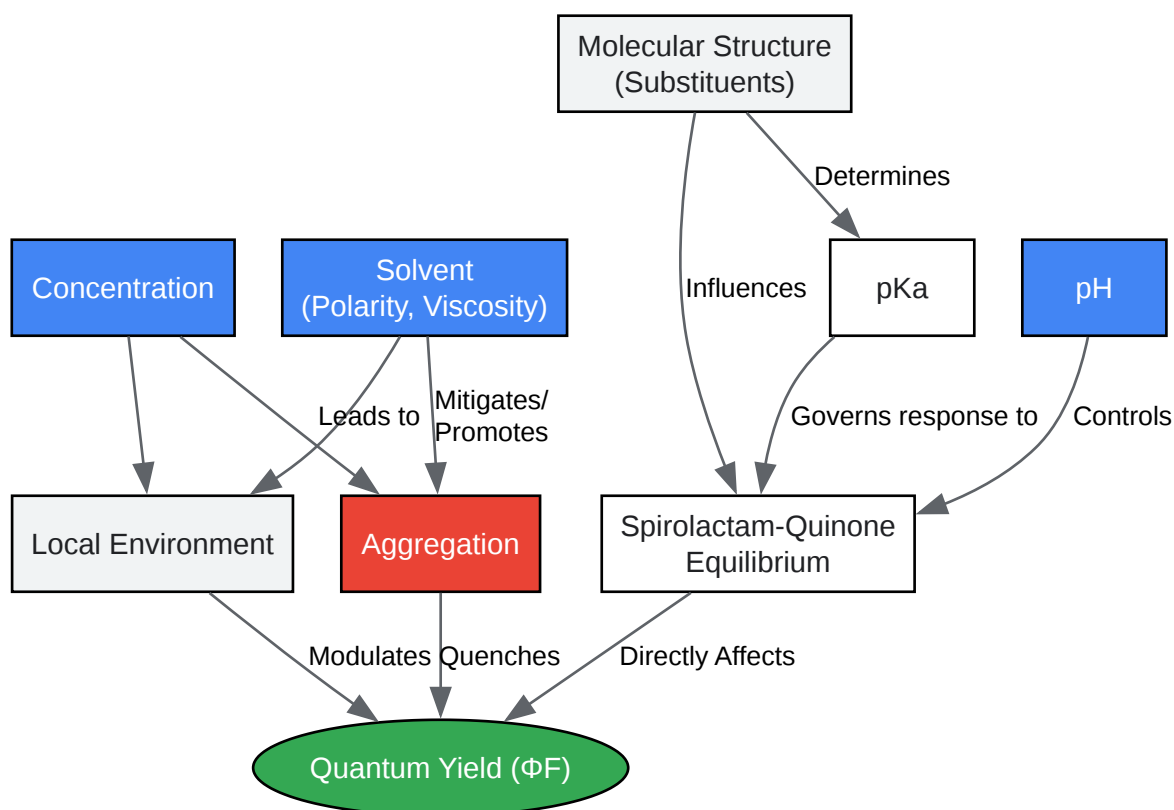 Molecular Structure
(Substituents)
Determines
Concentration
Solvent
(Polarity, Viscosity)
Influences
pKa
pH
Leads to
Mitigates/
Promotes
Governs response to
Controls
Local Environment
Aggregation
Spirolactam-Quinone
Equilibrium
Modulates
Quenches
Directly Affects
Quantum Yield (ΦF)